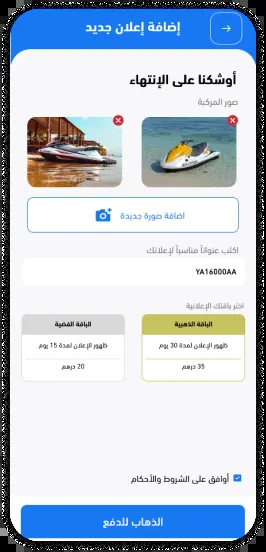 إضافة إعلان جديد
أوشكنا على الإنتهاء
صور المركبة
اضافة صورة جديدة
اكتب عنواناً مناسباً لإعلانك
YA16000AA
اختر باقتك الإعلانية
الباقة الذهبية
ظهور الإعلان لمدة 30 يوم
35 درهم
الباقة الفضية
ظهور الإعلان لمدة 15 يوم
20 درهم
أوافق على الشروط والأحكام
الذهاب للدفع